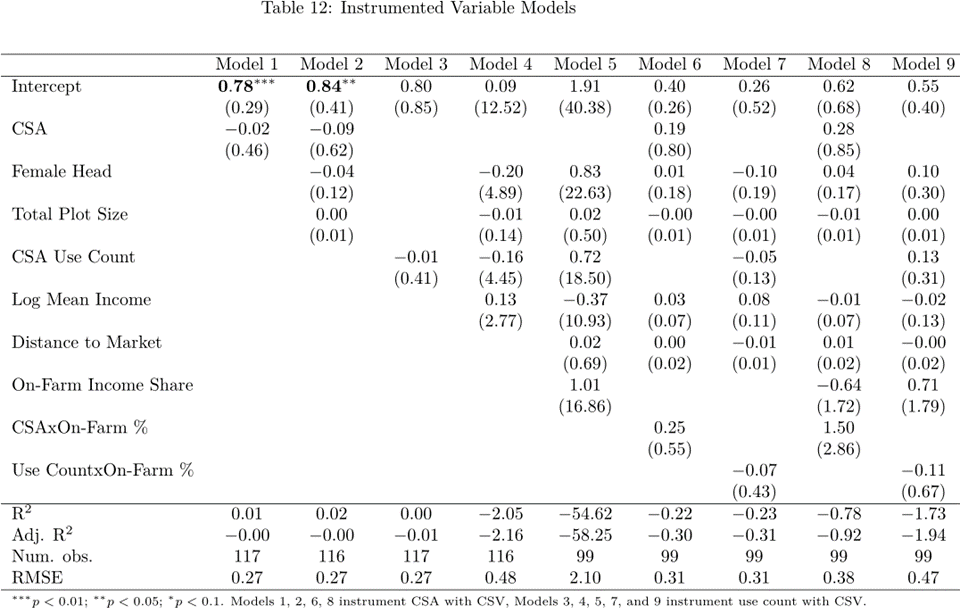 Table 12: Instrumented Variable Models
Model 1 Model 2 Model 3 Model 4 Model 5 Model 6 Model 7 Model 8 Model 9
Intercept 0.78*** 0.84** 0.80 0.09 1.91 0.40 0.26 0.62 0.55
(0.29) (0.41) (0.85) (12.52) (40.38) (0.26) (0.52) (0.68) (0.40)
CSA −0.02 −0.09 0.19 0.28
(0.46) (0.62) (0.80) (0.85)
Female Head −0.04 −0.20 0.83 0.01 −0.10 0.04 0.10
(0.12) (4.89) (22.63) (0.18) (0.19) (0.17) (0.30)
Total Plot Size 0.00 −0.01 0.02 −0.00 −0.00 −0.01 0.00
(0.01) (0.14) (0.50) (0.01) (0.01) (0.01) (0.01)
CSA Use Count −0.01 −0.16 0.72 −0.05 0.13
(0.41) (4.45) (18.50) (0.13) (0.31)
Log Mean Income 0.13 −0.37 0.03 0.08 −0.01 −0.02
(2.77) (10.93) (0.07) (0.11) (0.07) (0.13)
Distance to Market 0.02 0.00 −0.01 0.01 −0.00
(0.69) (0.02) (0.01) (0.02) (0.02)
On-Farm Income Share 1.01 −0.64 0.71
(16.86) (1.72) (1.79)
CSAxOn-Farm % 0.25 1.50
(0.55) (2.86)
Use CountxOn-Farm % −0.07 −0.11
(0.43) (0.67)
R² 0.01 0.02 0.00 −2.05 −54.62 −0.22 −0.23 −0.78 −1.73
Adj. R² −0.00 −0.00 −0.01 −2.16 −58.25 −0.30 −0.31 −0.92 −1.94
Num. obs. 117 116 117 116 99 99 99 99 99
RMSE 0.27 0.27 0.27 0.48 2.10 0.31 0.31 0.38 0.47
***p < 0.01; **p < 0.05; *p < 0.1. Models 1, 2, 6, 8 instrument CSA with CSV, Models 3, 4, 5, 7, and 9 instrument use count with CSV.